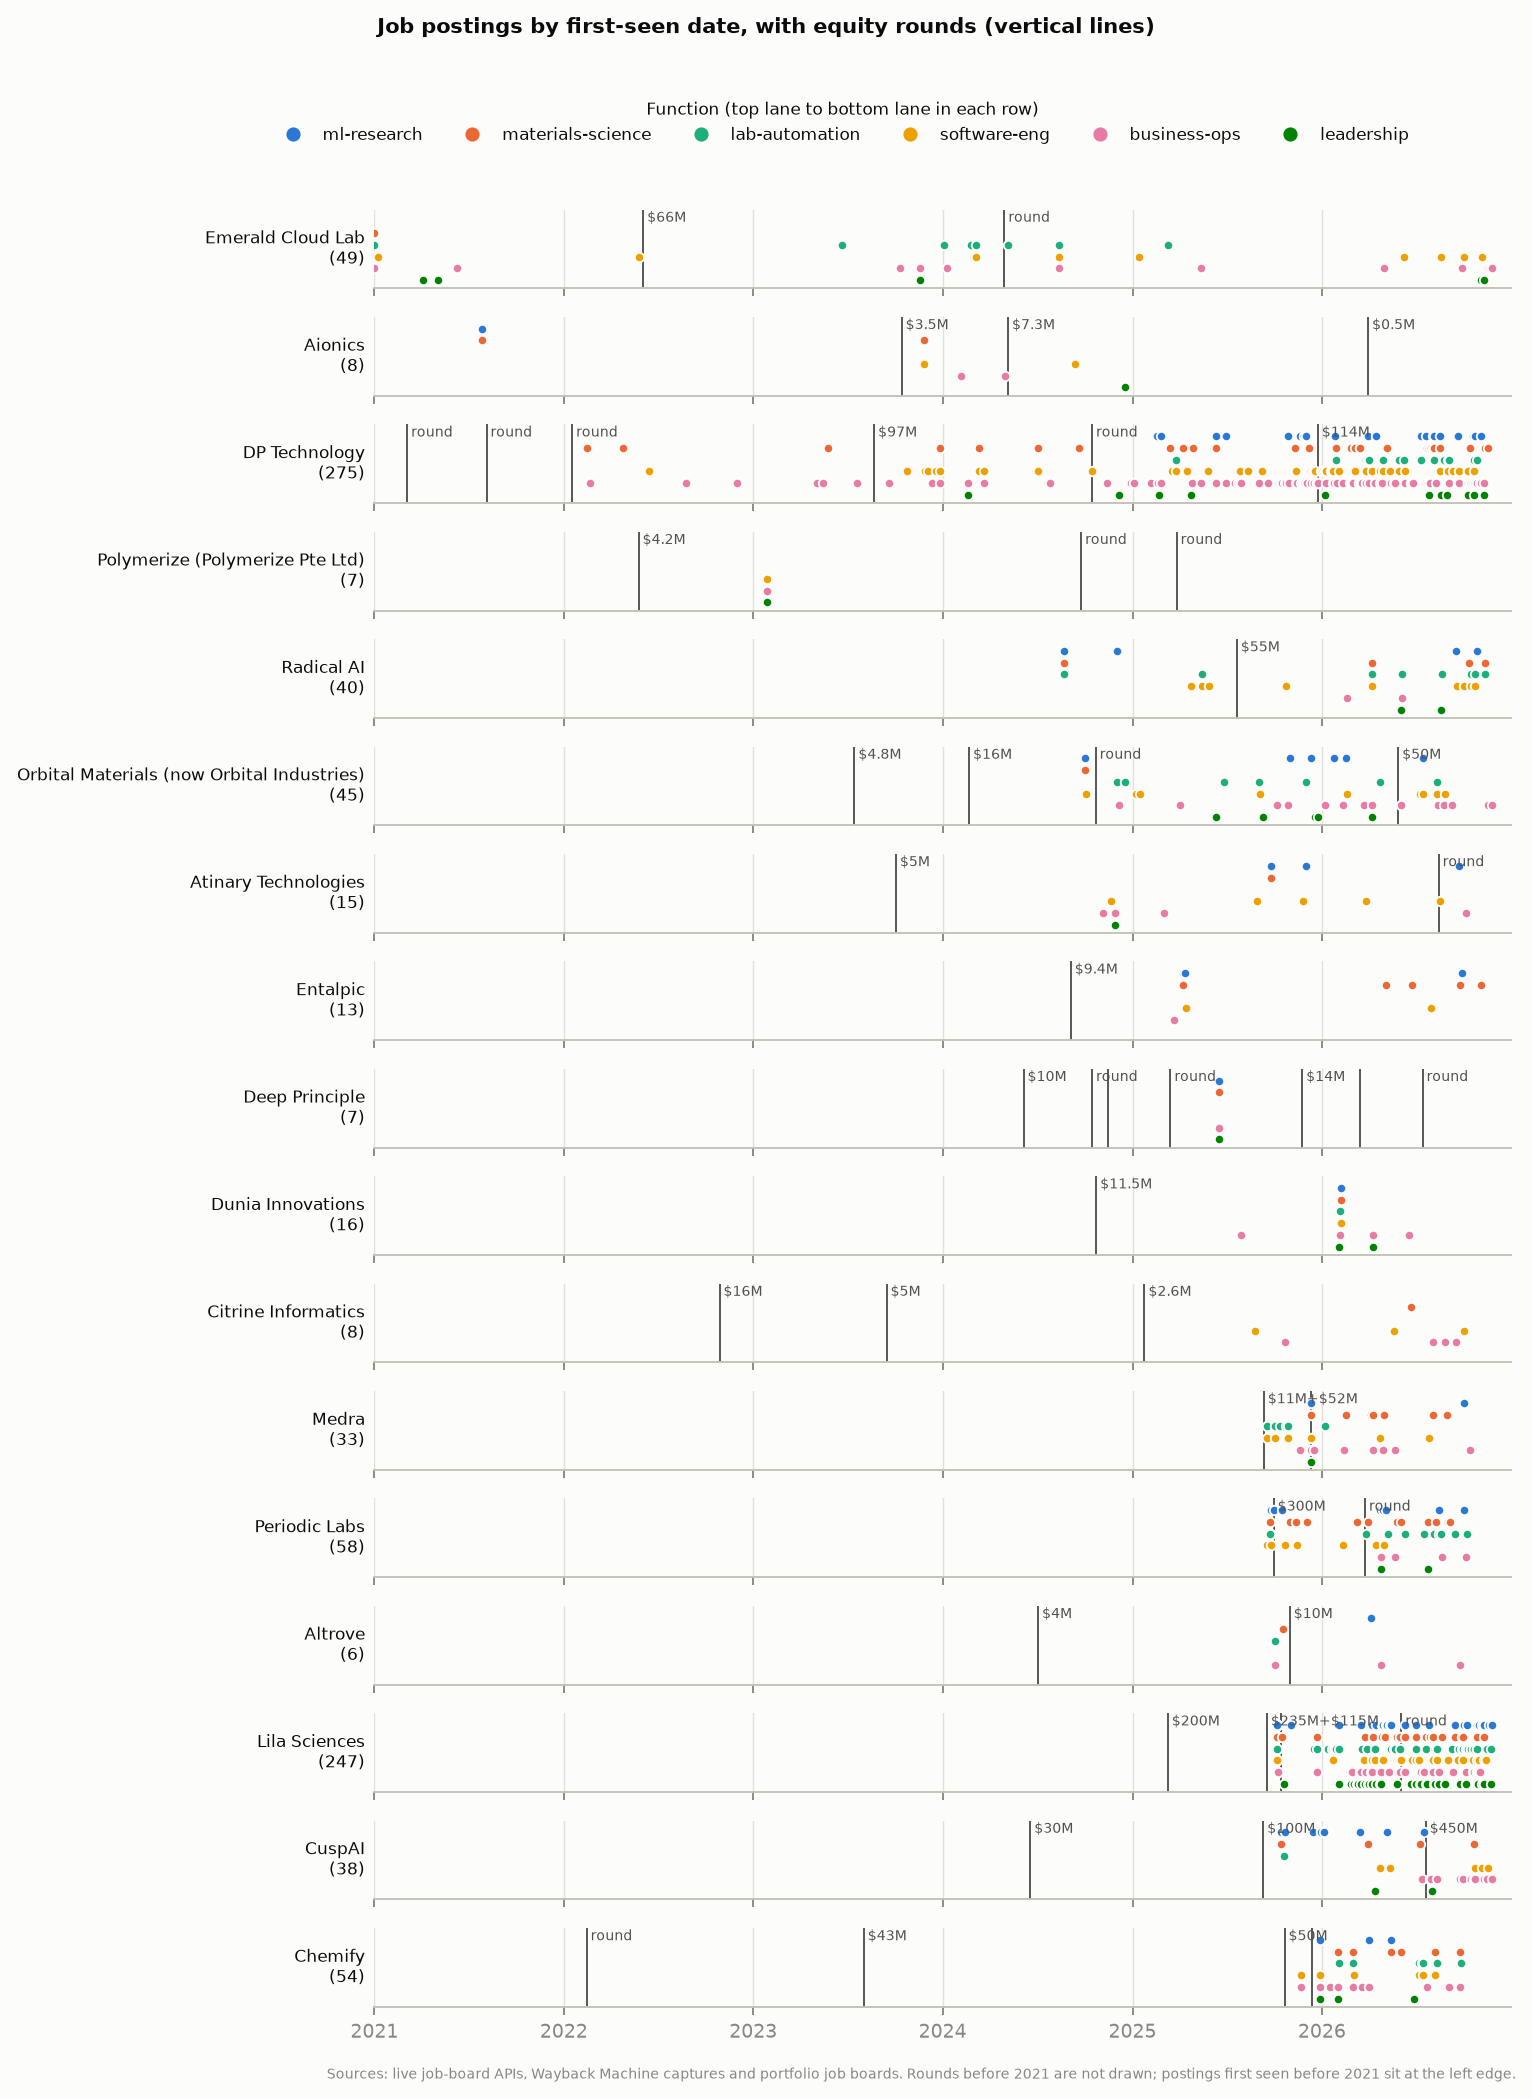 Job postings by first-seen date, with equity rounds (vertical lines)
Function (top lane to bottom lane in each row)
ml-research materials-science lab-automation software-eng business-ops leadership
Emerald Cloud Lab
(49)
$66M round
Aionics
(8)
$3.5M $7.3M $0.5M
DP Technology
(275)
round round round $97M round $114M
Polymerize (Polymerize Pte Ltd)
(7)
$4.2M round round
Radical AI
(40)
$55M
Orbital Materials (now Orbital Industries)
(45)
$4.8M $16M round $50M
Atinary Technologies
(15)
$5M round
Entalpic
(13)
$9.4M
Deep Principle
(7)
$10M round round $14M round
Dunia Innovations
(16)
$11.5M
Citrine Informatics
(8)
$16M $5M $2.6M
Medra
(33)
$11M+$52M
Periodic Labs
(58)
$300M round
Altrove
(6)
$4M $10M
Lila Sciences
(247)
$200M $235M+$115M round
CuspAI
(38)
$30M $100M $450M
Chemify
(54)
round $43M $50M
2021 2022 2023 2024 2025 2026
Sources: live job-board APIs, Wayback Machine captures and portfolio job boards. Rounds before 2021 are not drawn; postings first seen before 2021 sit at the left edge.